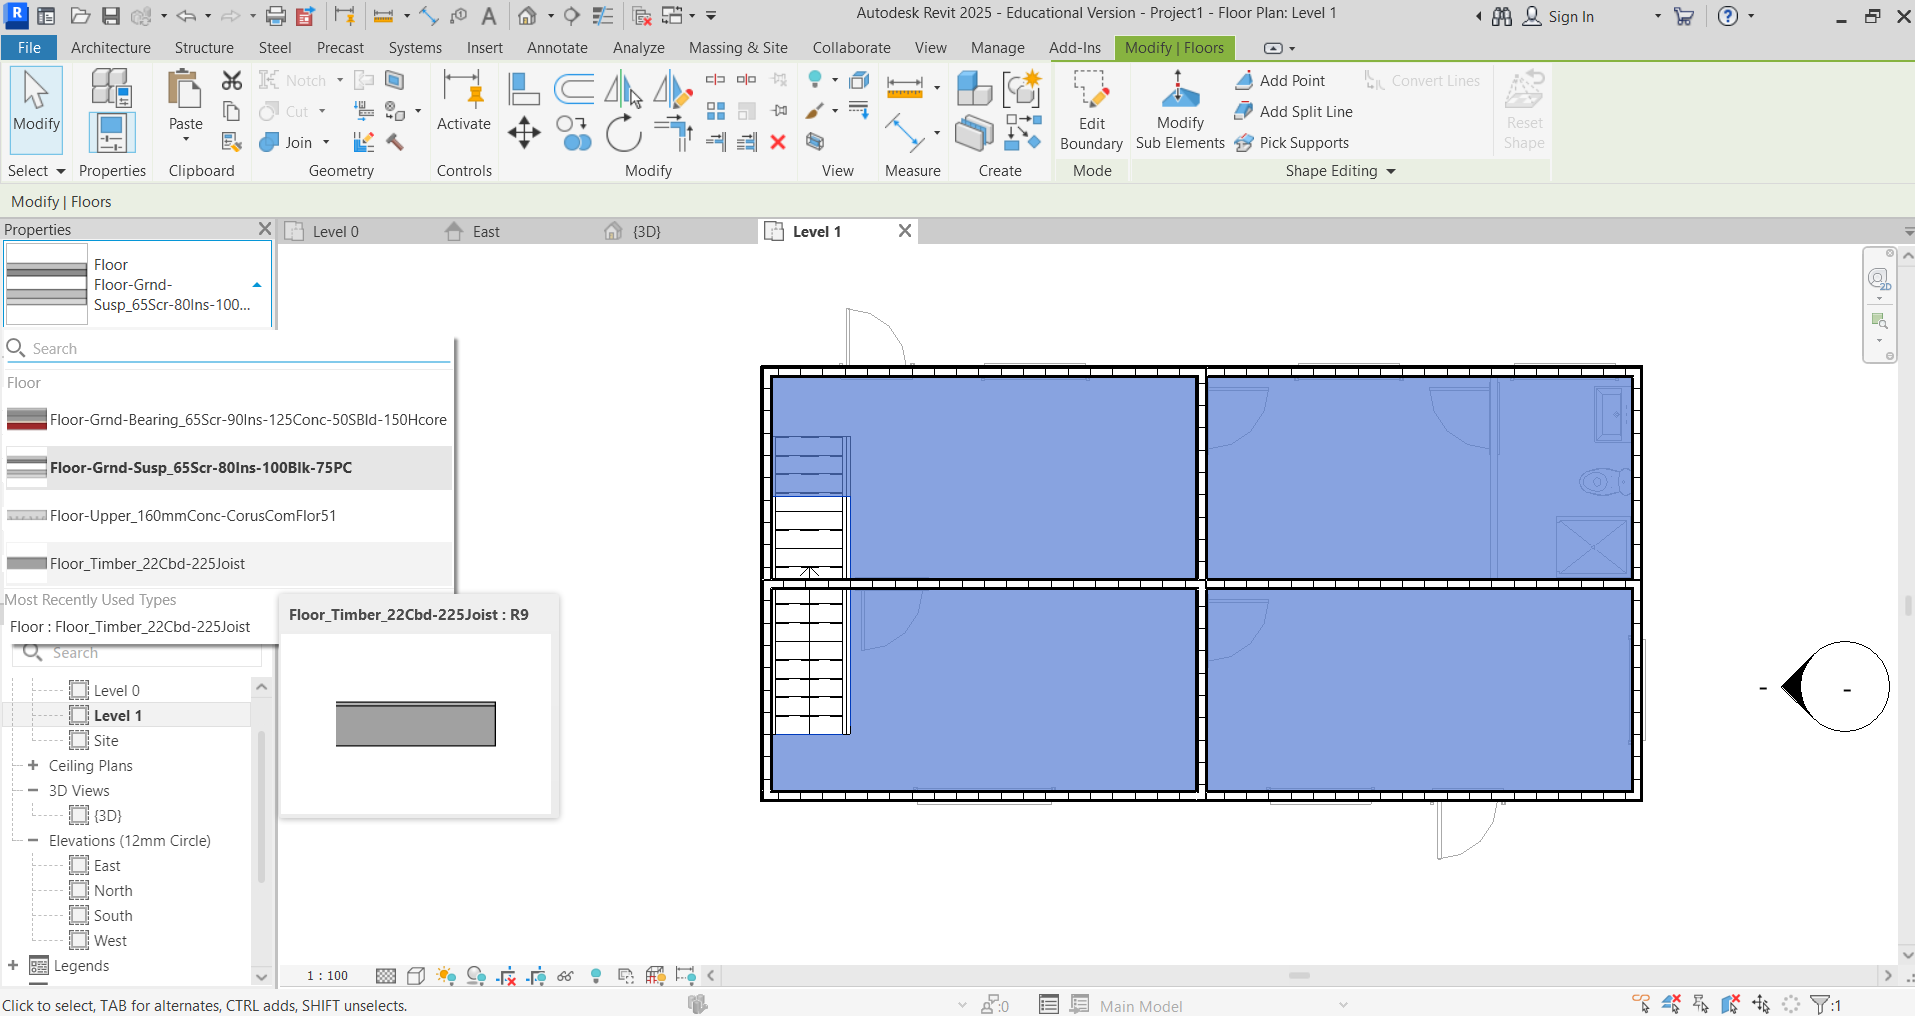 R
Autodesk Revit 2025 - Educational Version - Project1 - Floor Plan: Level 1
Sign In
File Architecture Structure Steel Precast Systems Insert Annotate Analyze Massing & Site Collaborate View Manage Add-Ins Modify | Floors
Modify
Select
Properties
Paste
Clipboard
Notch
Cut
Join
Geometry
Activate
Controls
Modify
View
Measure
Create
Edit
Boundary
Mode
Modify
Sub Elements
Add Point
Add Split Line
Pick Supports
Convert Lines
Reset
Shape
Shape Editing
Modify | Floors
Properties
Level 0
East
{3D}
Level 1
Floor
Floor-Grnd-
Susp_65Scr-80Ins-100...
Search
Floor
Floor-Grnd-Bearing_65Scr-90Ins-125Conc-50SBld-150Hcore
Floor-Grnd-Susp_65Scr-80Ins-100Blk-75PC
Floor-Upper_160mmConc-CorusComFlor51
Floor_Timber_22Cbd-225Joist
Most Recently Used Types
Floor : Floor_Timber_22Cbd-225Joist
Floor_Timber_22Cbd-225Joist : R9
Search
Level 0
Level 1
Site
Ceiling Plans
3D Views
{3D}
Elevations (12mm Circle)
East
North
South
West
Legends
2D
1 : 100
Click to select, TAB for alternates, CTRL adds, SHIFT unselects.
:0
Main Model
:1